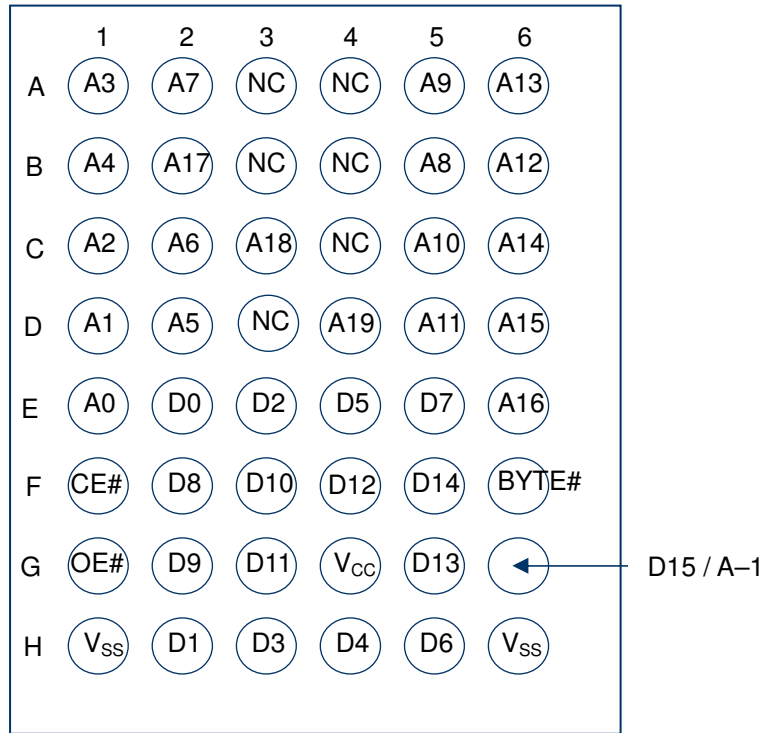 1 2 3 4 5 6
A A3 A7 NC NC A9 A13
B A4 A17 NC NC A8 A12
C A2 A6 A18 NC A10 A14
D A1 A5 NC A19 A11 A15
E A0 D0 D2 D5 D7 A16
F CE# D8 D10 D12 D14 BYTE#
G OE# D9 D11 VCC D13 D15 / A–1
H VSS D1 D3 D4 D6 VSS